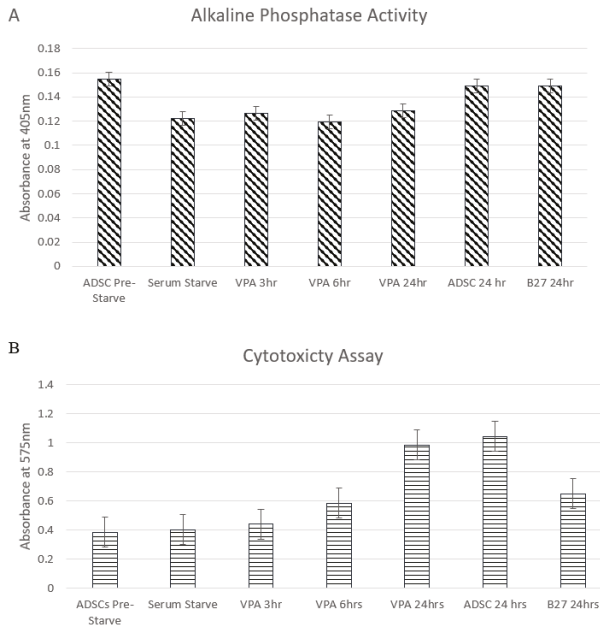 A
Alkaline Phosphatase Activity
0.18
0.16
0.14
0.12
0.1
0.08
0.06
0.04
0.02
0
Absorbance at 405nm
ADSC Pre-
Starve
Serum Starve
VPA 3hr
VPA 6hr
VPA 24hr
ADSC 24 hr
B27 24hr
B
Cytotoxicty Assay
1.4
1.2
1
0.8
0.6
0.4
0.2
0
Absorbance at 575nm
ADSCs Pre-
Starve
Serum Starve
VPA 3hr
VPA 6hrs
VPA 24hrs
ADSC 24 hrs
B27 24hrs